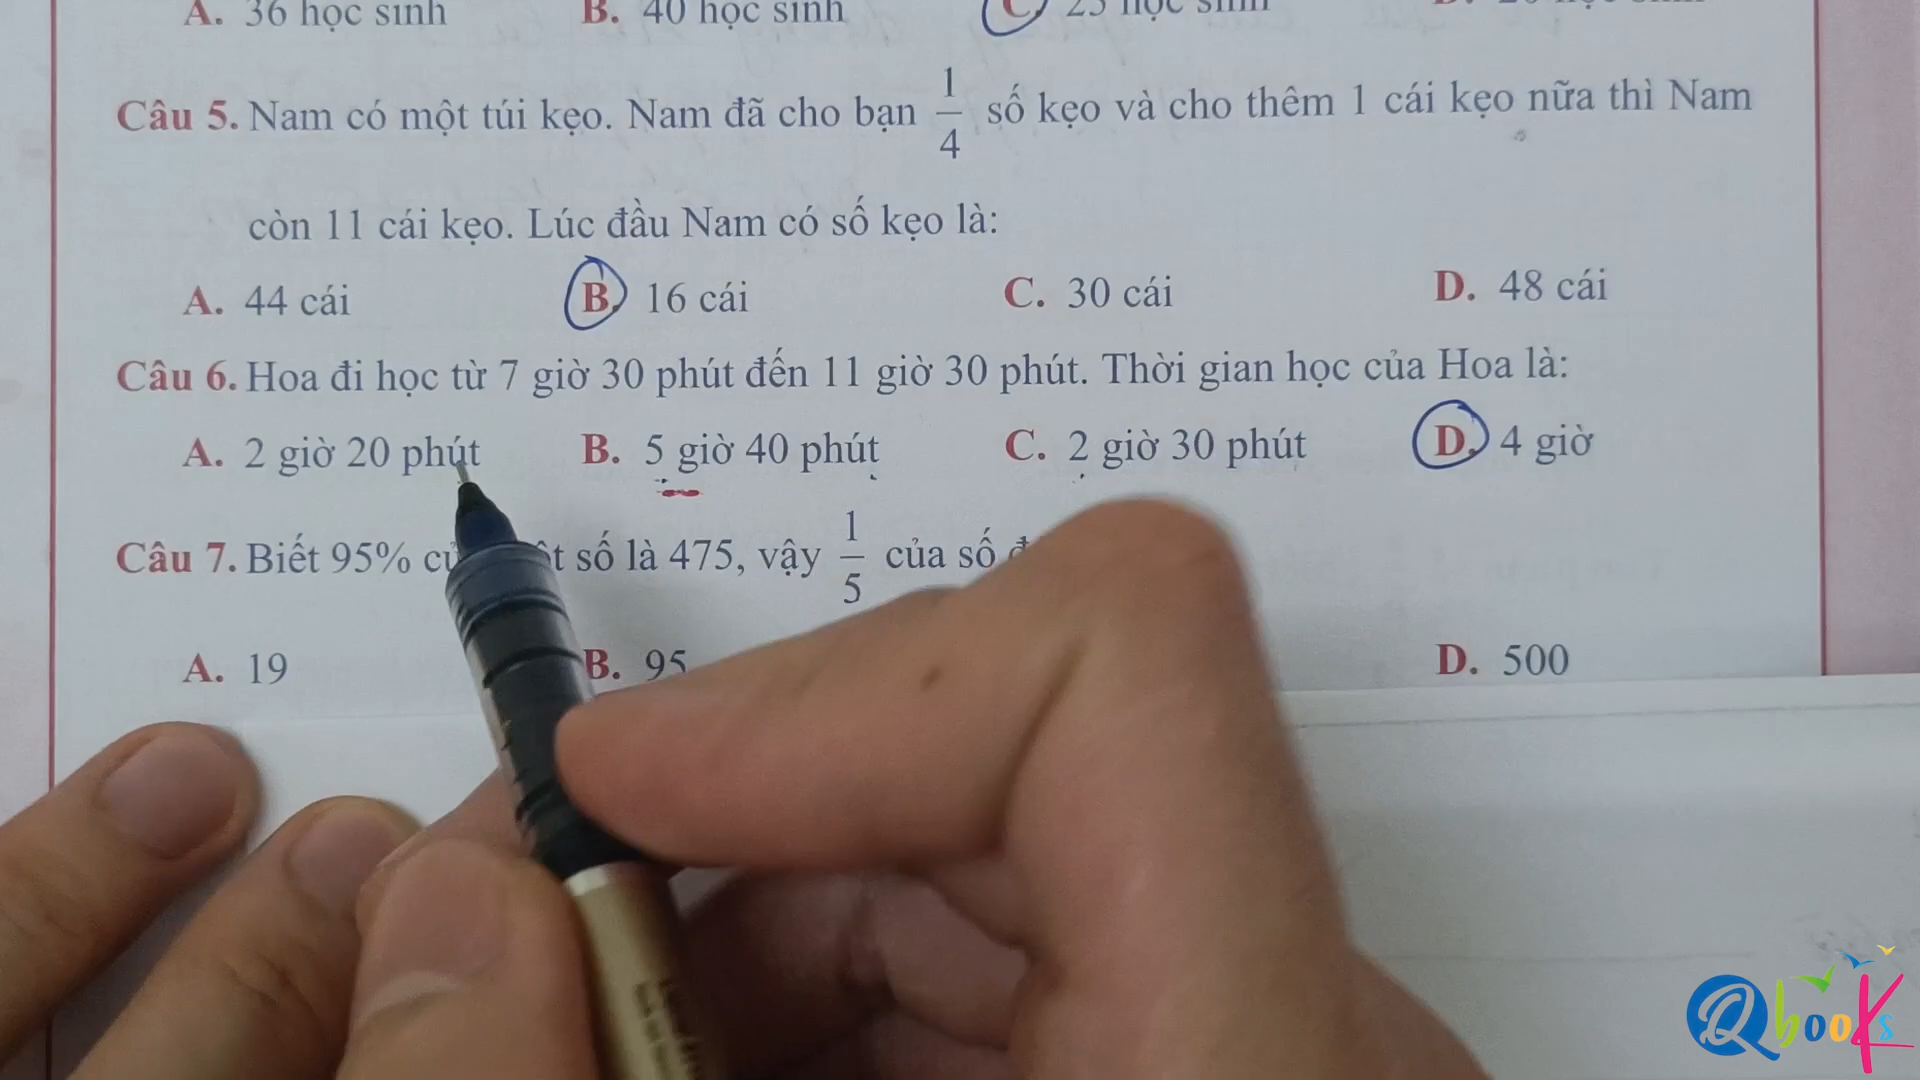 A. 36 học sinh B. 40 học sinh C. 25 học sinh
Câu 5. Nam có một túi kẹo. Nam đã cho bạn 1/4 số kẹo và cho thêm 1 cái kẹo nữa thì Nam
còn 11 cái kẹo. Lúc đầu Nam có số kẹo là:
A. 44 cái B. 16 cái C. 30 cái D. 48 cái
Câu 6. Hoa đi học từ 7 giờ 30 phút đến 11 giờ 30 phút. Thời gian học của Hoa là:
A. 2 giờ 20 phút B. 5 giờ 40 phút C. 2 giờ 30 phút D. 4 giờ
Câu 7. Biết 95% số là 475, vậy 1/5 của số
A. 19 B. 95 D. 500
Qbooks